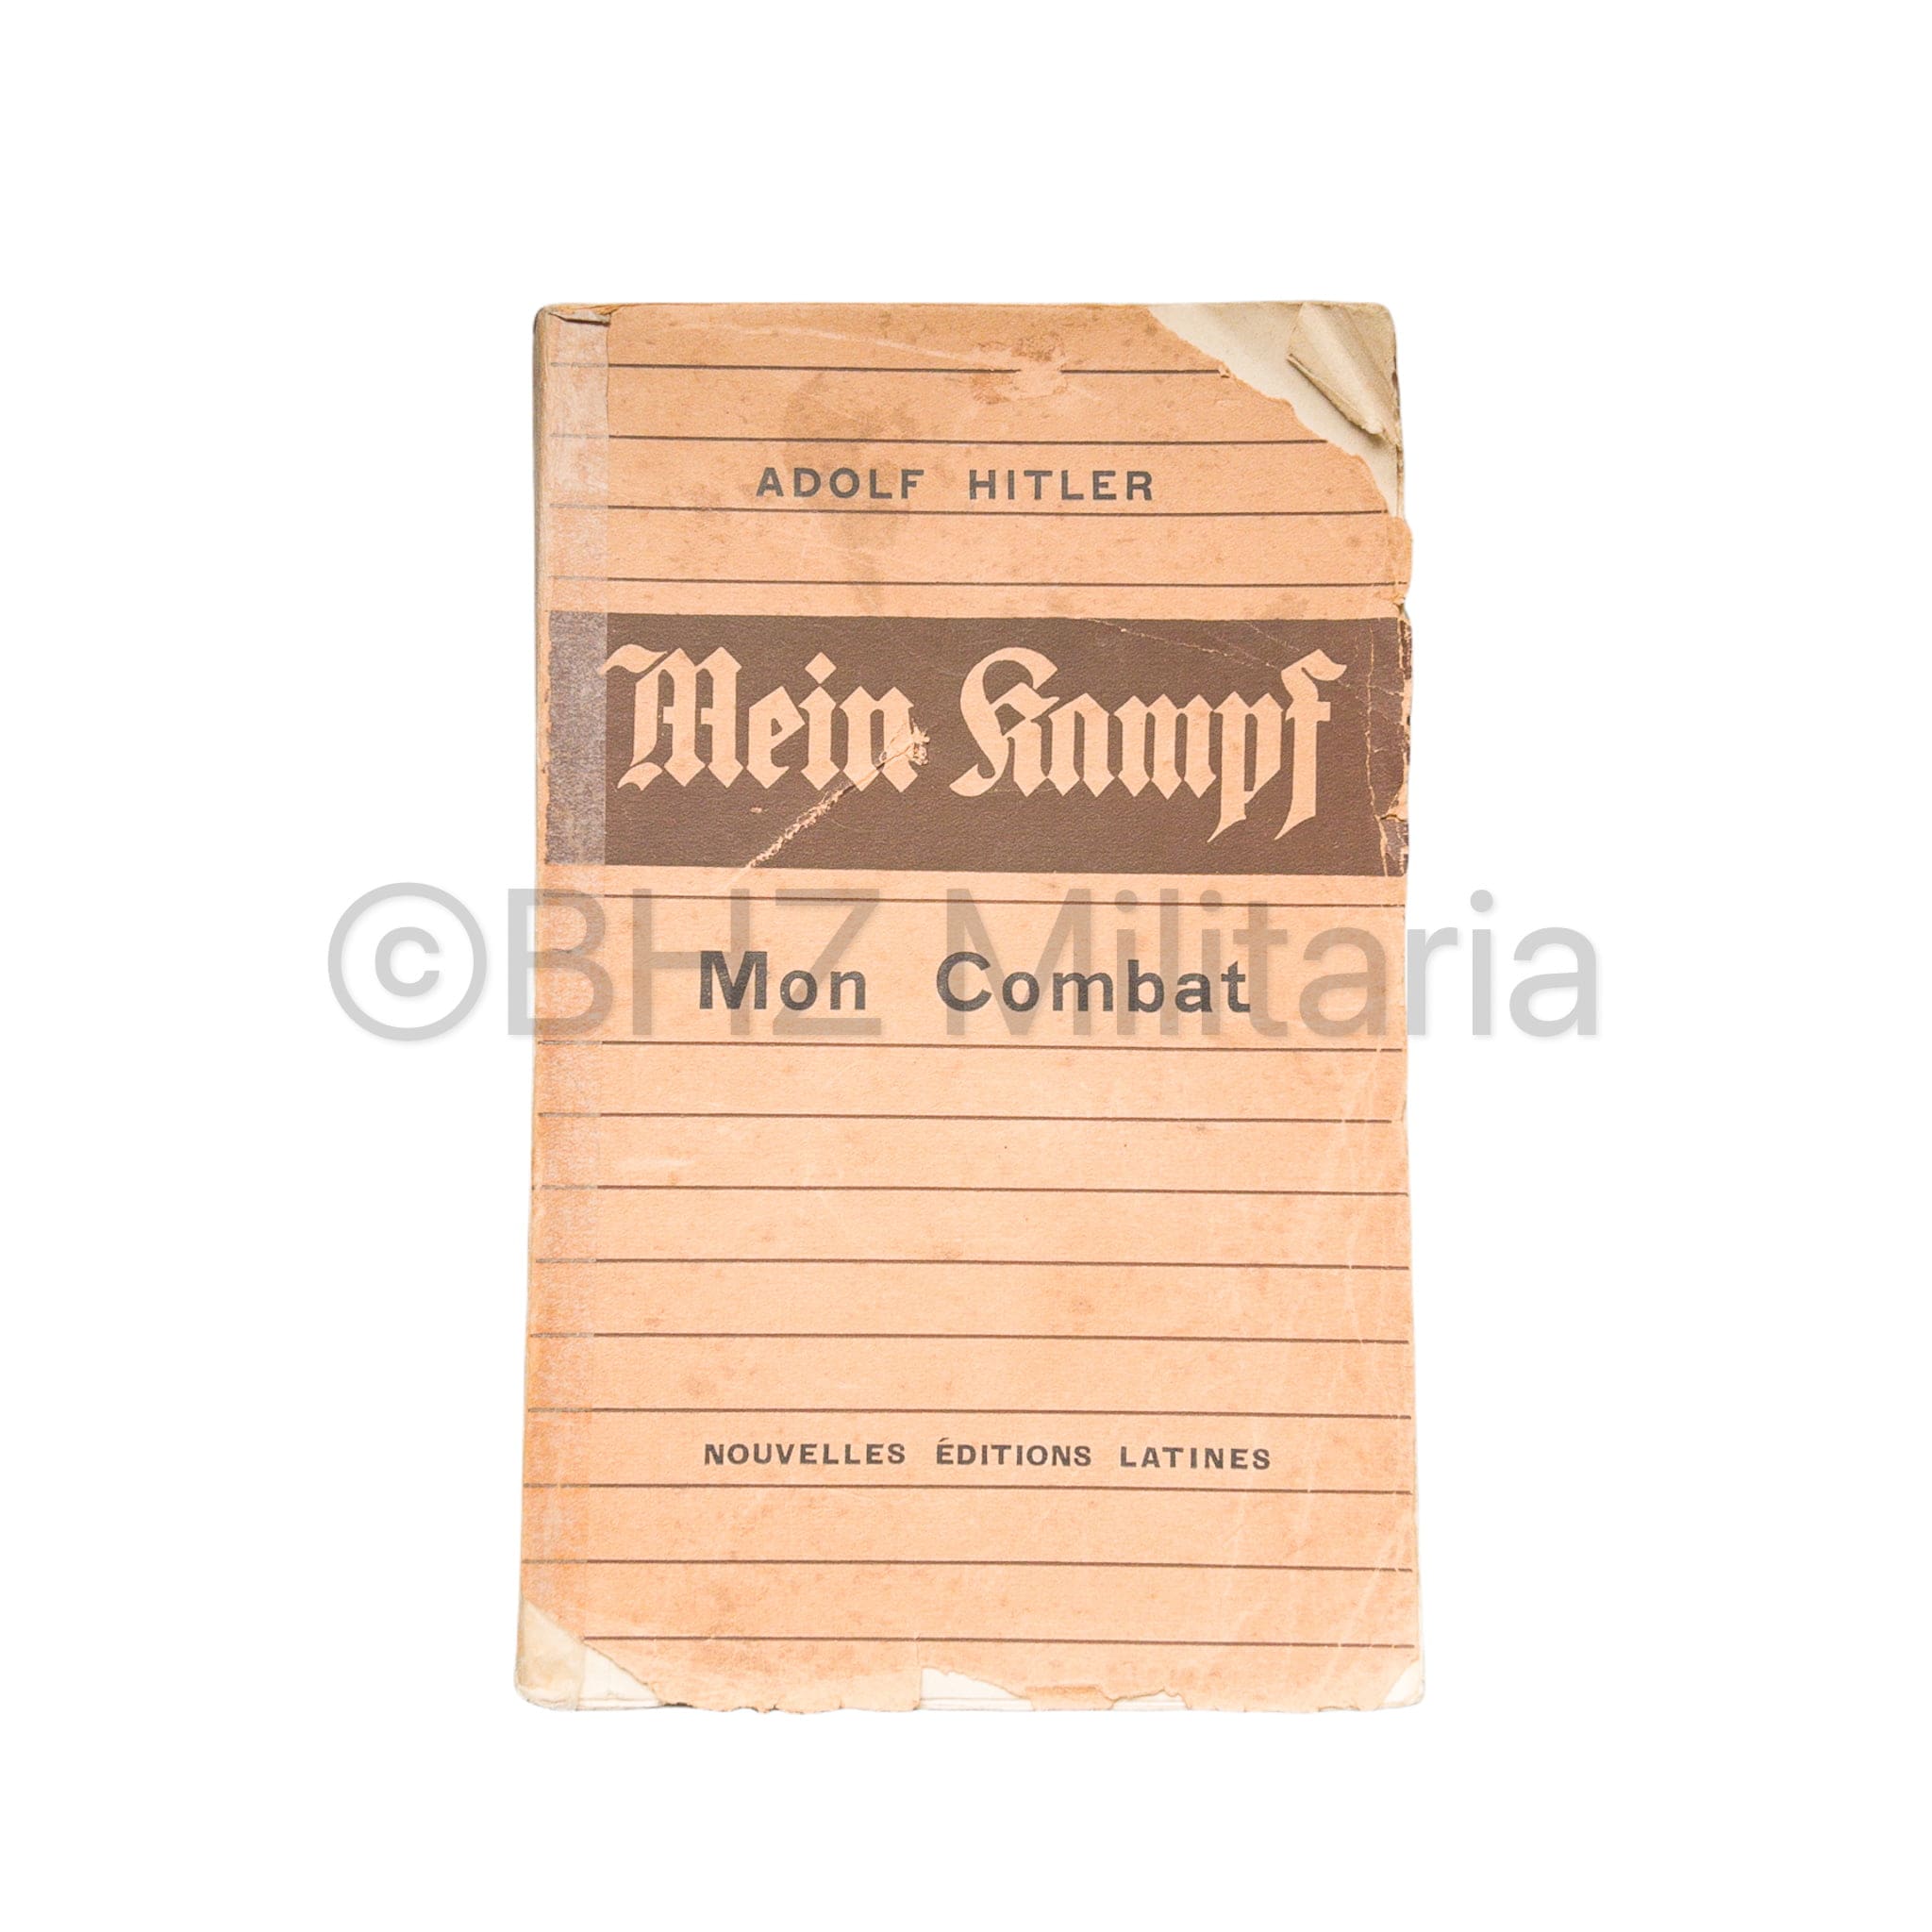 ADOLF HITLER
Mein Kampf
©BHZ Militaria
Mon Combat
NOUVELLES ÉDITIONS LATINES